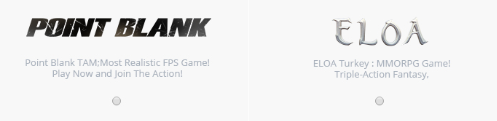 POINT BLANK
Point Blank TAM;Most Realistic FPS Game!
Play Now and Join The Action!
ELOA
ELOA Turkey : MMORPG Game!
Triple-Action Fantasy.